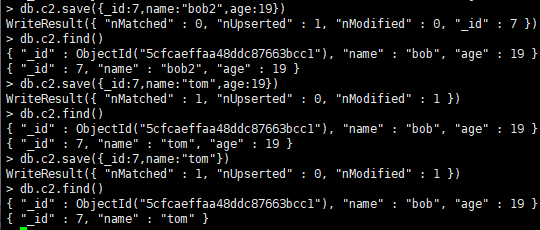 > db.c2.save({_id:7,name:"bob2",age:19})
WriteResult({ "nMatched" : 0, "nUpserted" : 1, "nModified" : 0, "_id" : 7 })
> db.c2.find()
{ "_id" : ObjectId("5cfcaeffaa48ddc87663bcc1"), "name" : "bob", "age" : 19 }
{ "_id" : 7, "name" : "bob2", "age" : 19 }
> db.c2.save({_id:7,name:"tom",age:19})
WriteResult({ "nMatched" : 1, "nUpserted" : 0, "nModified" : 1 })
> db.c2.find()
{ "_id" : ObjectId("5cfcaeffaa48ddc87663bcc1"), "name" : "bob", "age" : 19 }
{ "_id" : 7, "name" : "tom", "age" : 19 }
> db.c2.save({_id:7,name:"tom"})
WriteResult({ "nMatched" : 1, "nUpserted" : 0, "nModified" : 1 })
> db.c2.find()
{ "_id" : ObjectId("5cfcaeffaa48ddc87663bcc1"), "name" : "bob", "age" : 19 }
{ "_id" : 7, "name" : "tom" }